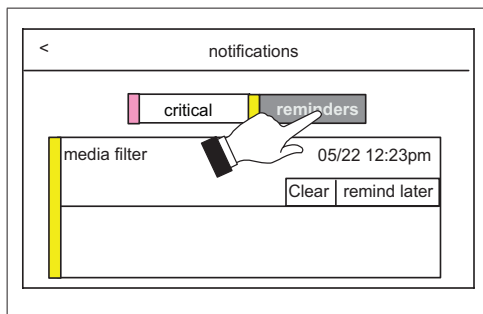 < notifications
critical reminders
media filter 05/22 12:23pm
Clear remind later